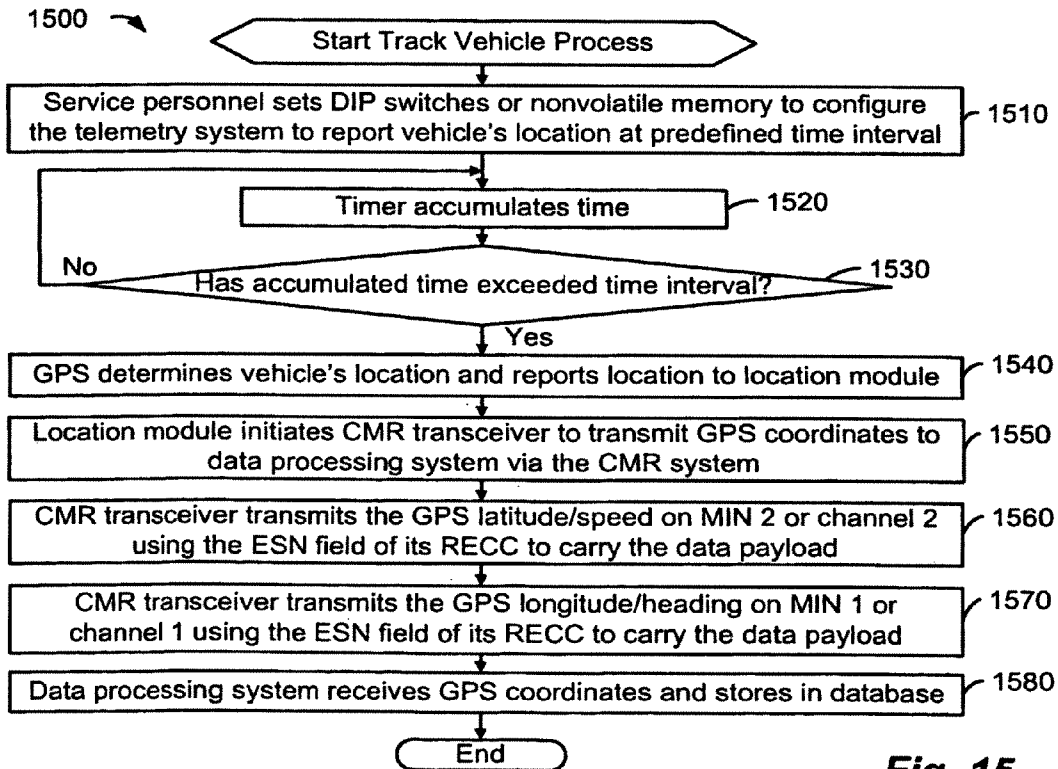 1500
Start Track Vehicle Process
Service personnel sets DIP switches or nonvolatile memory to configure
the telemetry system to report vehicle's location at predefined time interval
1510
Timer accumulates time
1520
No
Has accumulated time exceeded time interval?
1530
Yes
GPS determines vehicle's location and reports location to location module
1540
Location module initiates CMR transceiver to transmit GPS coordinates to
data processing system via the CMR system
1550
CMR transceiver transmits the GPS latitude/speed on MIN 2 or channel 2
using the ESN field of its RECC to carry the data payload
1560
CMR transceiver transmits the GPS longitude/heading on MIN 1 or
channel 1 using the ESN field of its RECC to carry the data payload
1570
Data processing system receives GPS coordinates and stores in database
1580
End
Fig. 15